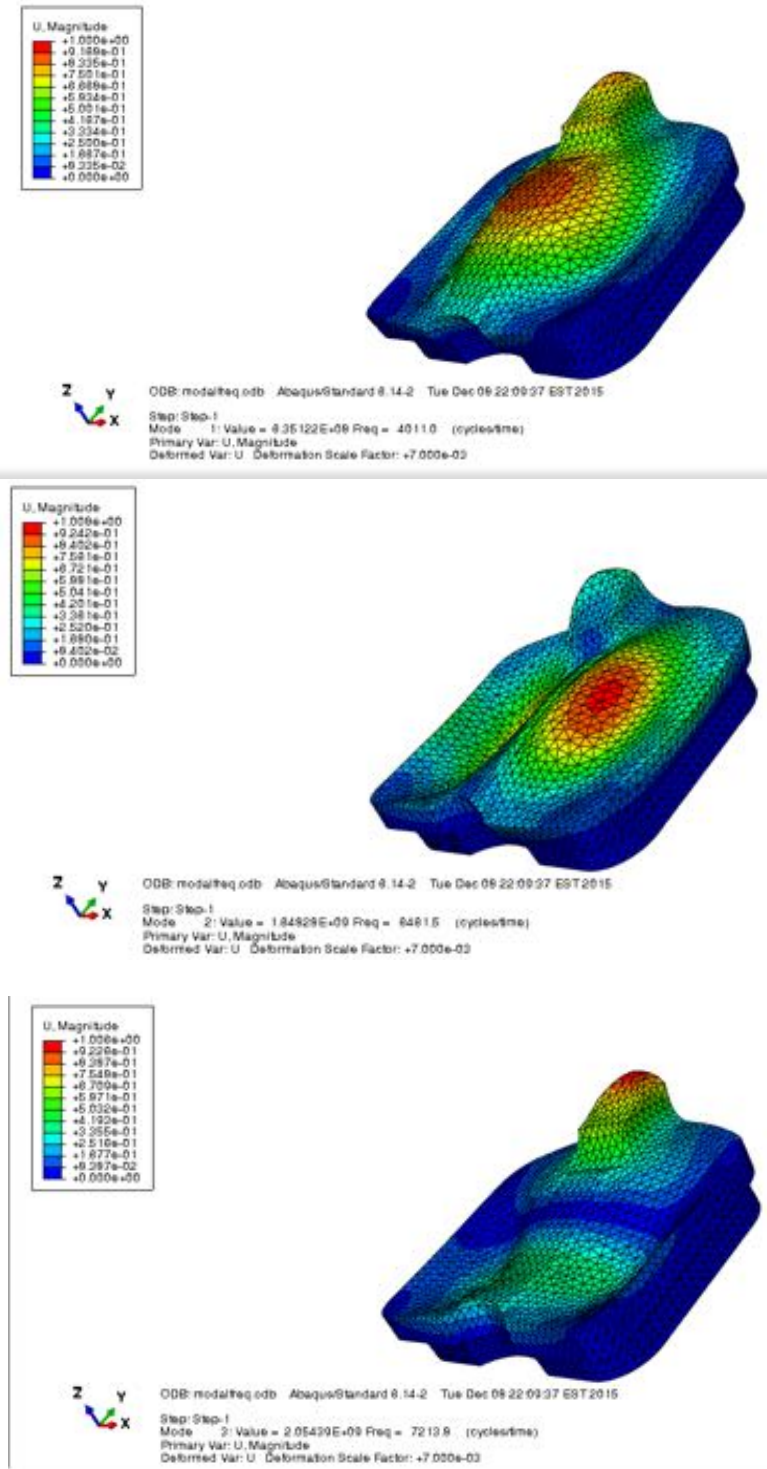 U, Magnitude
+1.000e+00
+9.169e-01
+8.335e-01
+7.501e-01
+6.668e-01
+5.834e-01
+5.001e-01
+4.167e-01
+3.334e-01
+2.500e-01
+1.667e-01
+8.335e-02
+0.000e+00
Z Y X
ODB: modalfreq.odb Abaqus/Standard 6.14-2 Tue Dec 08 22:09:37 EST 2015
Step: Step-1
Mode 1: Value = 6.35122E+08 Freq = 4011.0 (cycles/time)
Primary Var: U, Magnitude
Deformed Var: U Deformation Scale Factor: +7.000e-03
U, Magnitude
+1.008e+00
+9.242e-01
+8.402e-01
+7.561e-01
+6.721e-01
+5.881e-01
+5.041e-01
+4.201e-01
+3.361e-01
+2.520e-01
+1.680e-01
+8.402e-02
+0.000e+00
Z Y X
ODB: modalfreq.odb Abaqus/Standard 6.14-2 Tue Dec 08 22:09:37 EST 2015
Step: Step-1
Mode 2: Value = 1.64828E+09 Freq = 6461.5 (cycles/time)
Primary Var: U, Magnitude
Deformed Var: U Deformation Scale Factor: +7.000e-03
U, Magnitude
+1.006e+00
+9.226e-01
+8.387e-01
+7.548e-01
+6.709e-01
+5.871e-01
+5.032e-01
+4.193e-01
+3.355e-01
+2.516e-01
+1.677e-01
+8.387e-02
+0.000e+00
Z Y X
ODB: modalfreq.odb Abaqus/Standard 6.14-2 Tue Dec 08 22:09:37 EST 2015
Step: Step-1
Mode 3: Value = 2.05439E+09 Freq = 7213.8 (cycles/time)
Primary Var: U, Magnitude
Deformed Var: U Deformation Scale Factor: +7.000e-03